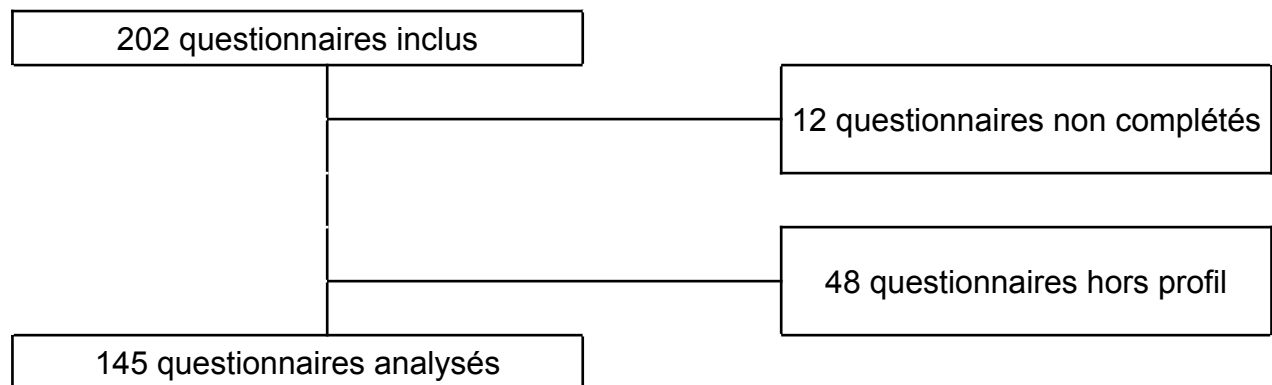 202 questionnaires inclus
12 questionnaires non complétés
48 questionnaires hors profil
145 questionnaires analysés